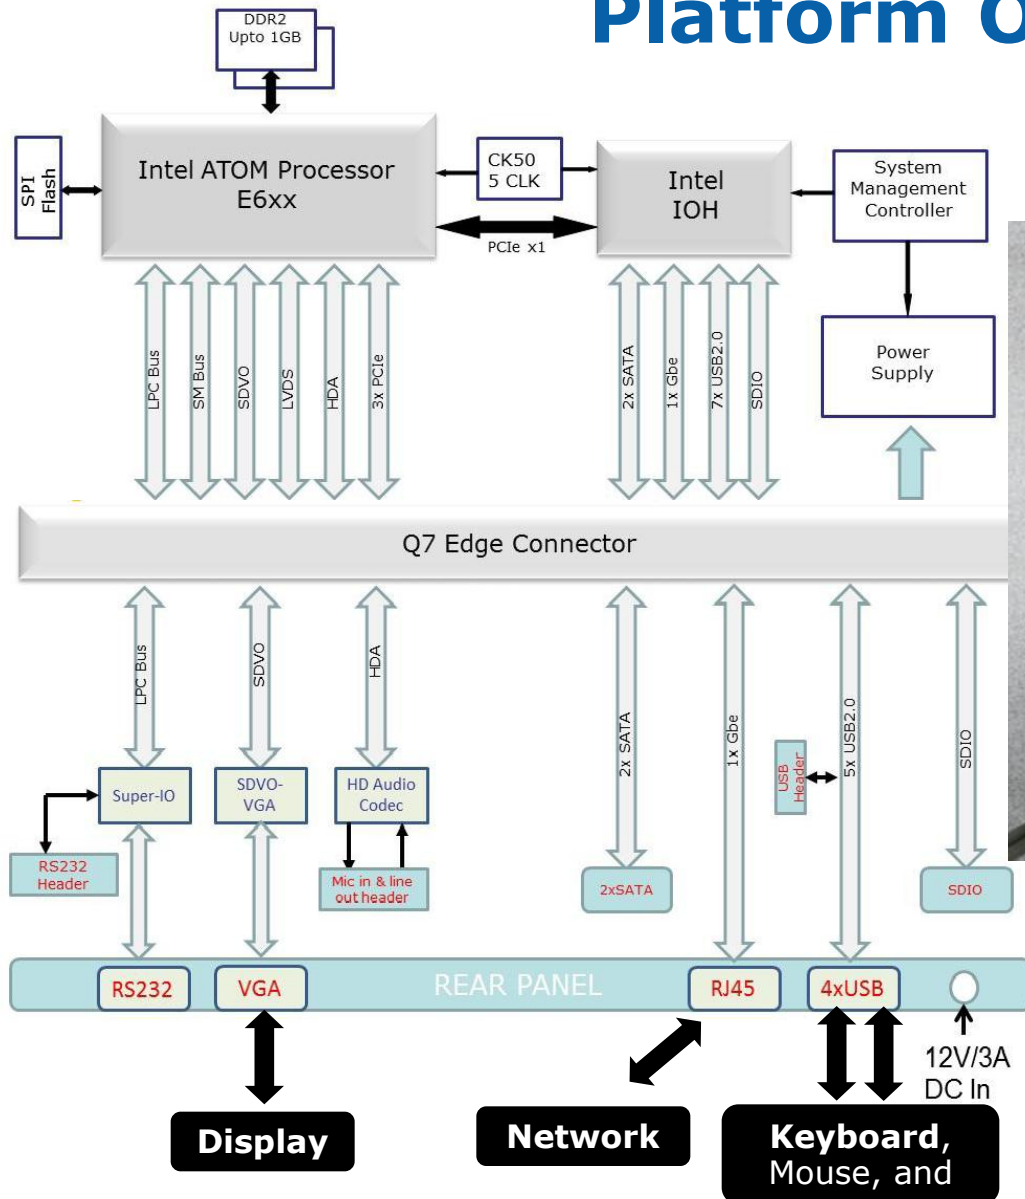 Platform O
DDR2
Upto 1GB
SPI
Flash
Intel ATOM Processor
E6xx
CK50
5 CLK
Intel
IOH
System
Management
Controller
PCIe x1
LPC Bus
SM Bus
SDVO
LVDS
HDA
3x PCIe
2x SATA
1x Gbe
7x USB2.0
SDIO
Power
Supply
Q7 Edge Connector
LPC Bus
SDVO
HDA
2x SATA
1x Gbe
5x USB2.0
SDIO
USB
Header
Super-IO
SDVO-
VGA
HD Audio
Codec
RS232
Header
Mic in & line
out header
2xSATA
SDIO
RS232
VGA
REAR PANEL
RJ45
4xUSB
12V/3A
DC In
Display
Network
Keyboard,
Mouse, and